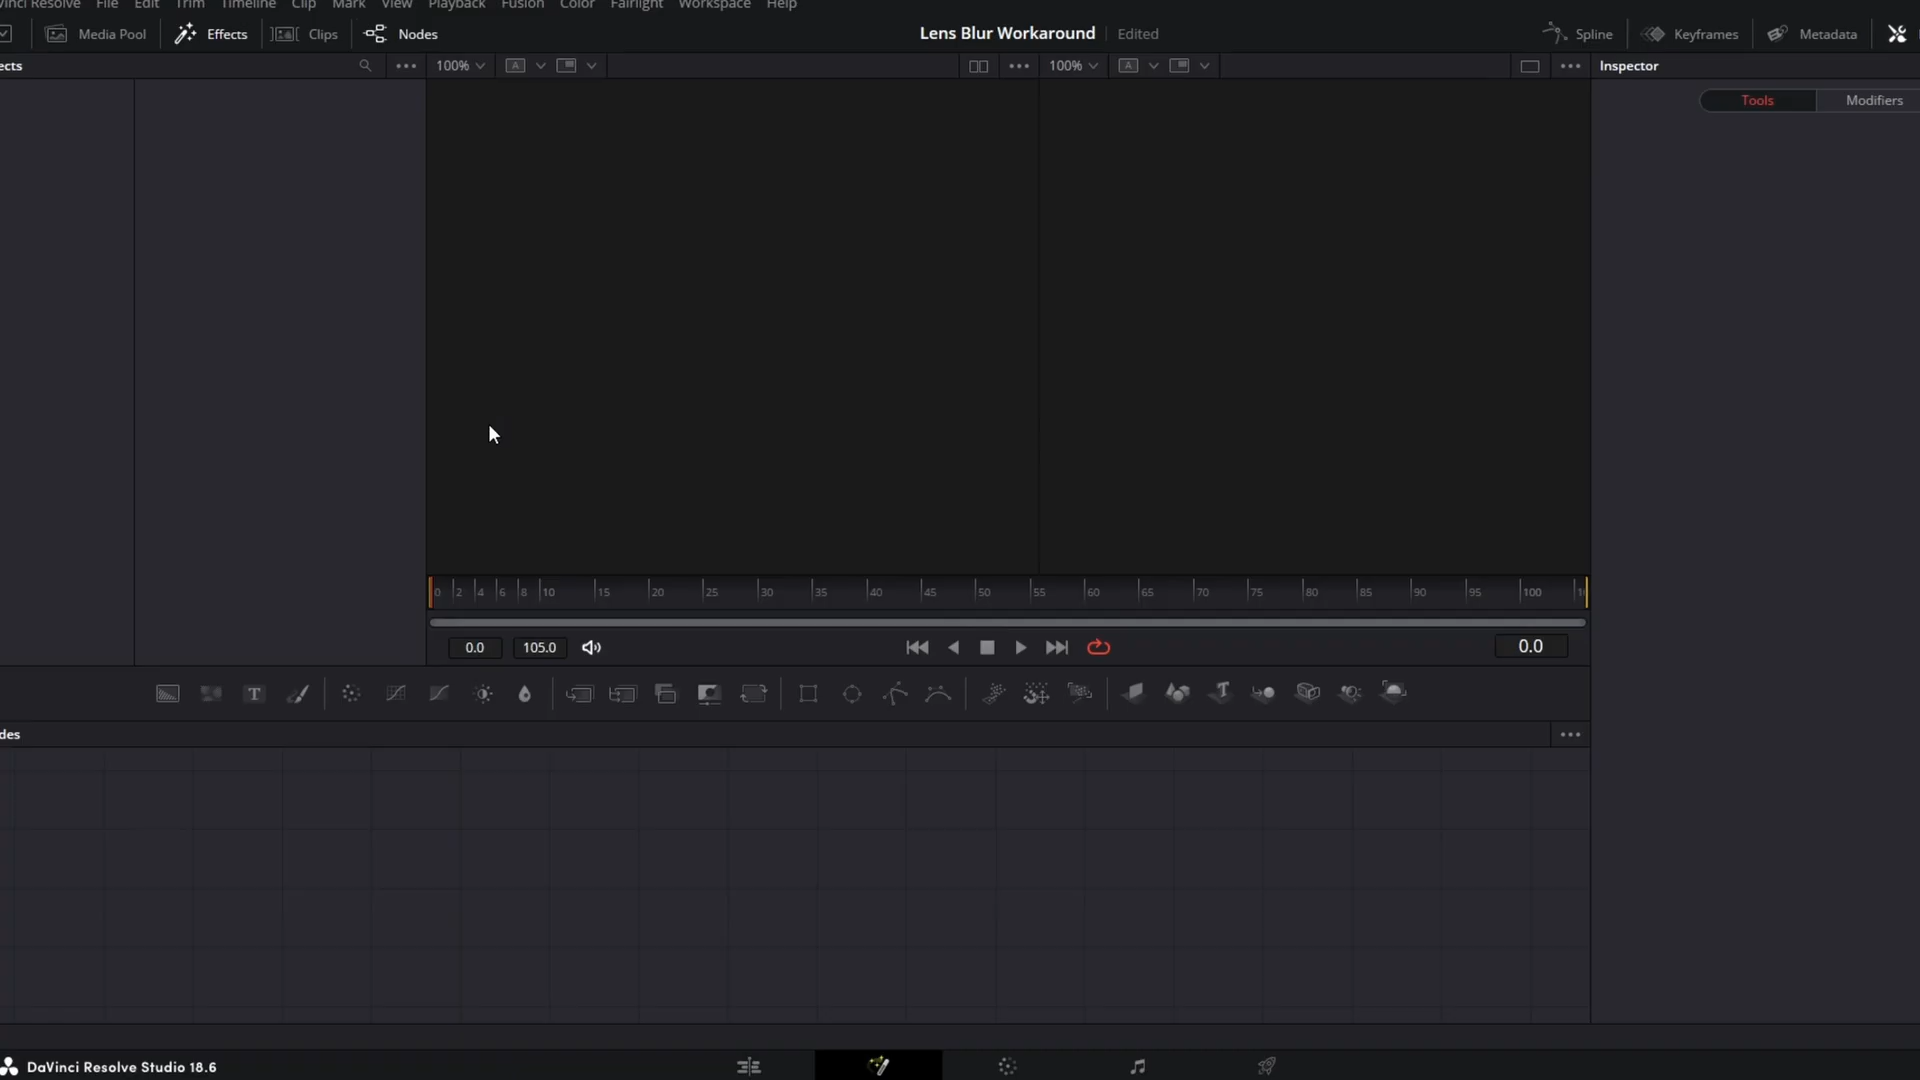 vinci Resolve File Edit Trim Timeline Clip Mark View Playback Fusion Color Fairlight Workspace Help
Media Pool Effects Clips Nodes Lens Blur Workaround Edited Spline Keyframes Metadata
ects 100% A 100% A Inspector
Tools Modifiers
0 2 4 6 8 10 15 20 25 30 35 40 45 50 55 60 65 70 75 80 85 90 95 100
0.0 105.0 0.0
T T
des
DaVinci Resolve Studio 18.6